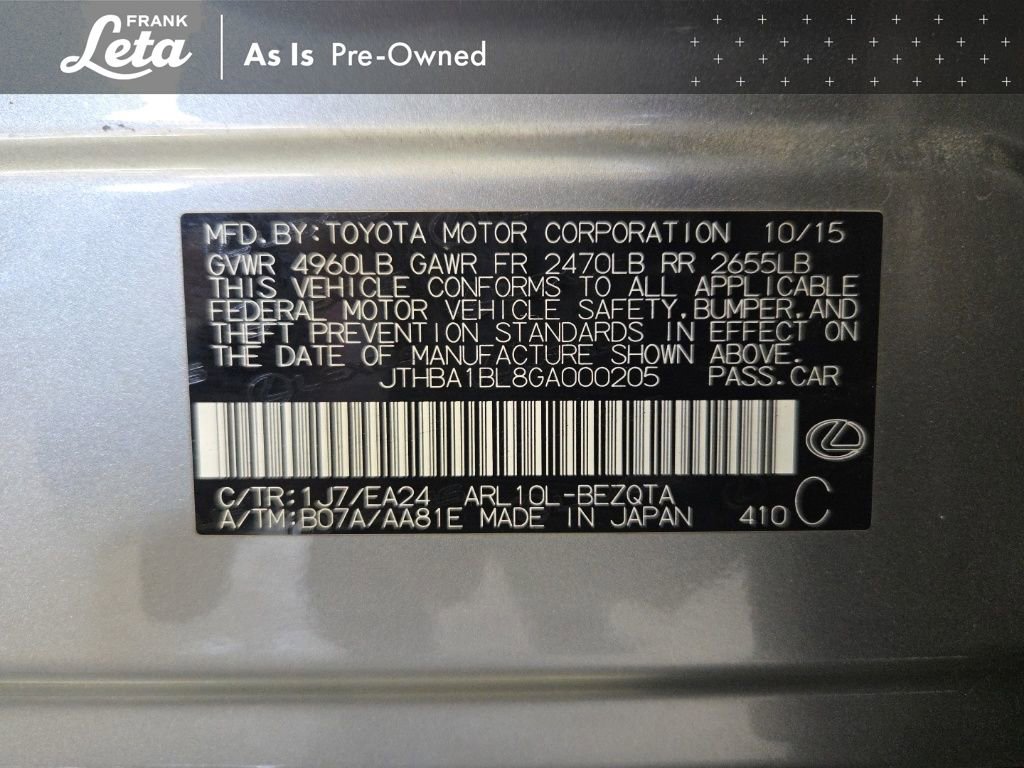 FRANK
Leta
As Is Pre-Owned
MFD.BY:TOYOTA MOTOR CORPORATION 10/15
GVWR 4960LB GAWR FR 2470LB RR 2655LB
THIS VEHICLE CONFORMS TO ALL APPLICABLE
FEDERAL MOTOR VEHICLE SAFETY,BUMPER,AND
THEFT PREVENTION STANDARDS IN EFFECT ON
THE DATE OF MANUFACTURE SHOWN ABOVE.
JTHBA1BL8GA000205 PASS.CAR
C/TR:1J7/EA24 ARL10L-BEZQTA
A/TM:B07A/AA81E MADE IN JAPAN 410 C